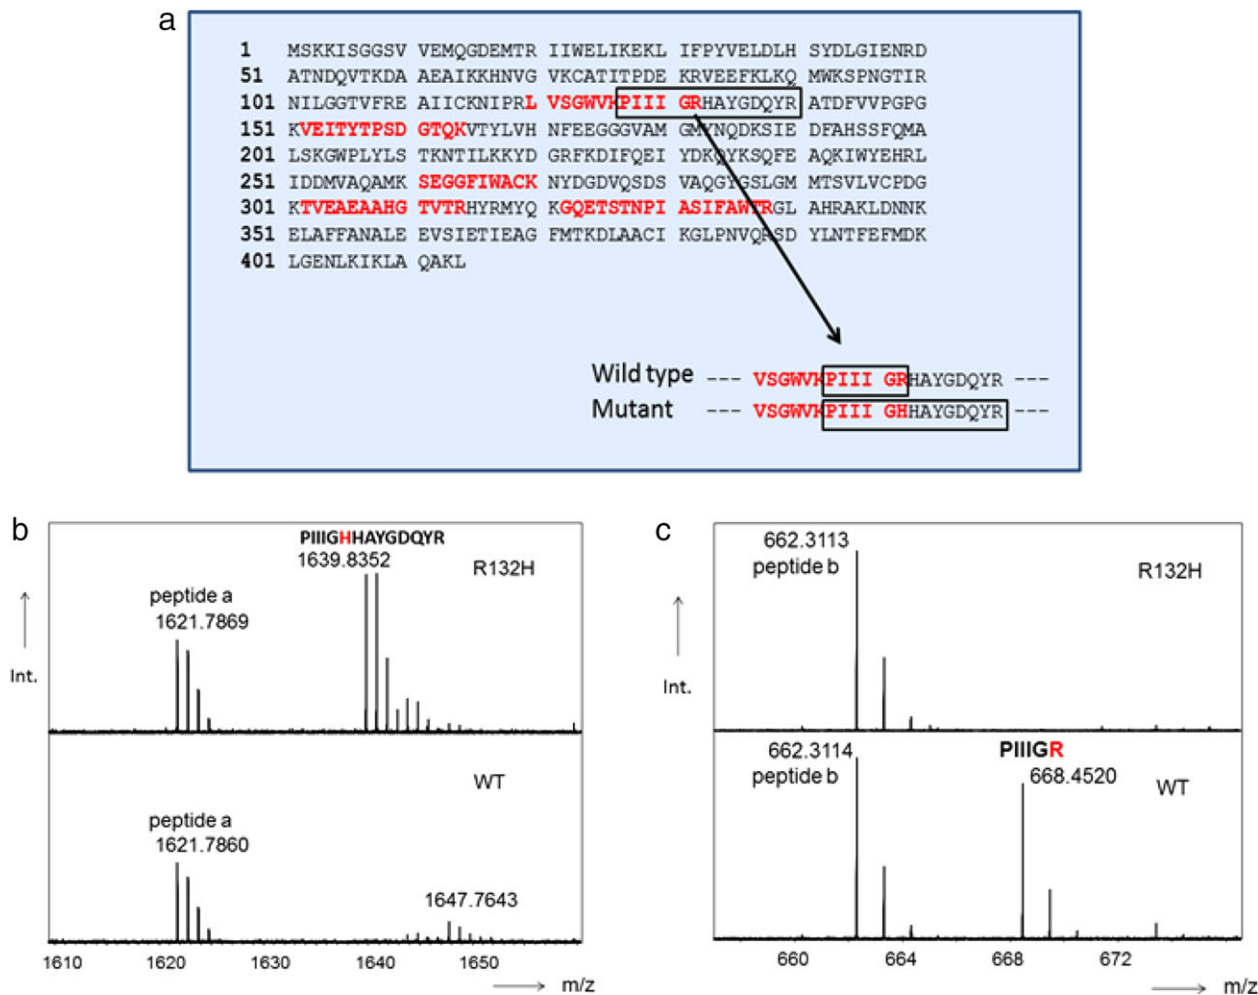 a
1 MSKKISGGSV VEMQGDEMTR IIWELIKEKL IFPYVELDLH SYDLGIENRD
51 ATNDQVTKDA AEAIKKHNVG VKCATITPDE KRVEEFKLKQ MWKSPNGTIR
101 NILGGTVFRE AIICKNIPRL VSGWVKPIII GRHAYGDQYR ATDFVVPGPG
151 KVEITYTPSD GTQKVTYLVH NFEEGGGVAM GMYNQDKSIE DFAHSSFQMA
201 LSKGWPLYLS TKNTILKKYD GRFKDIFQEI YDKQYKSQFE AQKIWYEHRL
251 IDDMVAQAMK SEGGFIWACK NYDGDVQSDS VAQGYGSLGM MTSVLVCPDG
301 KTVEAEAAHG TVTRHYRMYQ KGQETSTNPI ASIFAWTRGL AHRAKLDNNK
351 ELAFFANALE EVSIETIEAG FMTKDLAACI KGLPNVQRSD YLNTFEFMDK
401 LGENLKIKLA QAKL
Wild type --- VSGWVKPIII GRHAYGDQYR ---
Mutant --- VSGWVKPIII GHHAYGDQYR ---
b
PIIIGHHAYGDQYR
1639.8352
R132H
peptide a
1621.7869
Int.
WT
peptide a
1621.7860
1647.7643
1610 1620 1630 1640 1650
m/z
c
662.3113
peptide b
R132H
Int.
662.3114
peptide b
PIIIGR
668.4520
WT
660 664 668 672
m/z